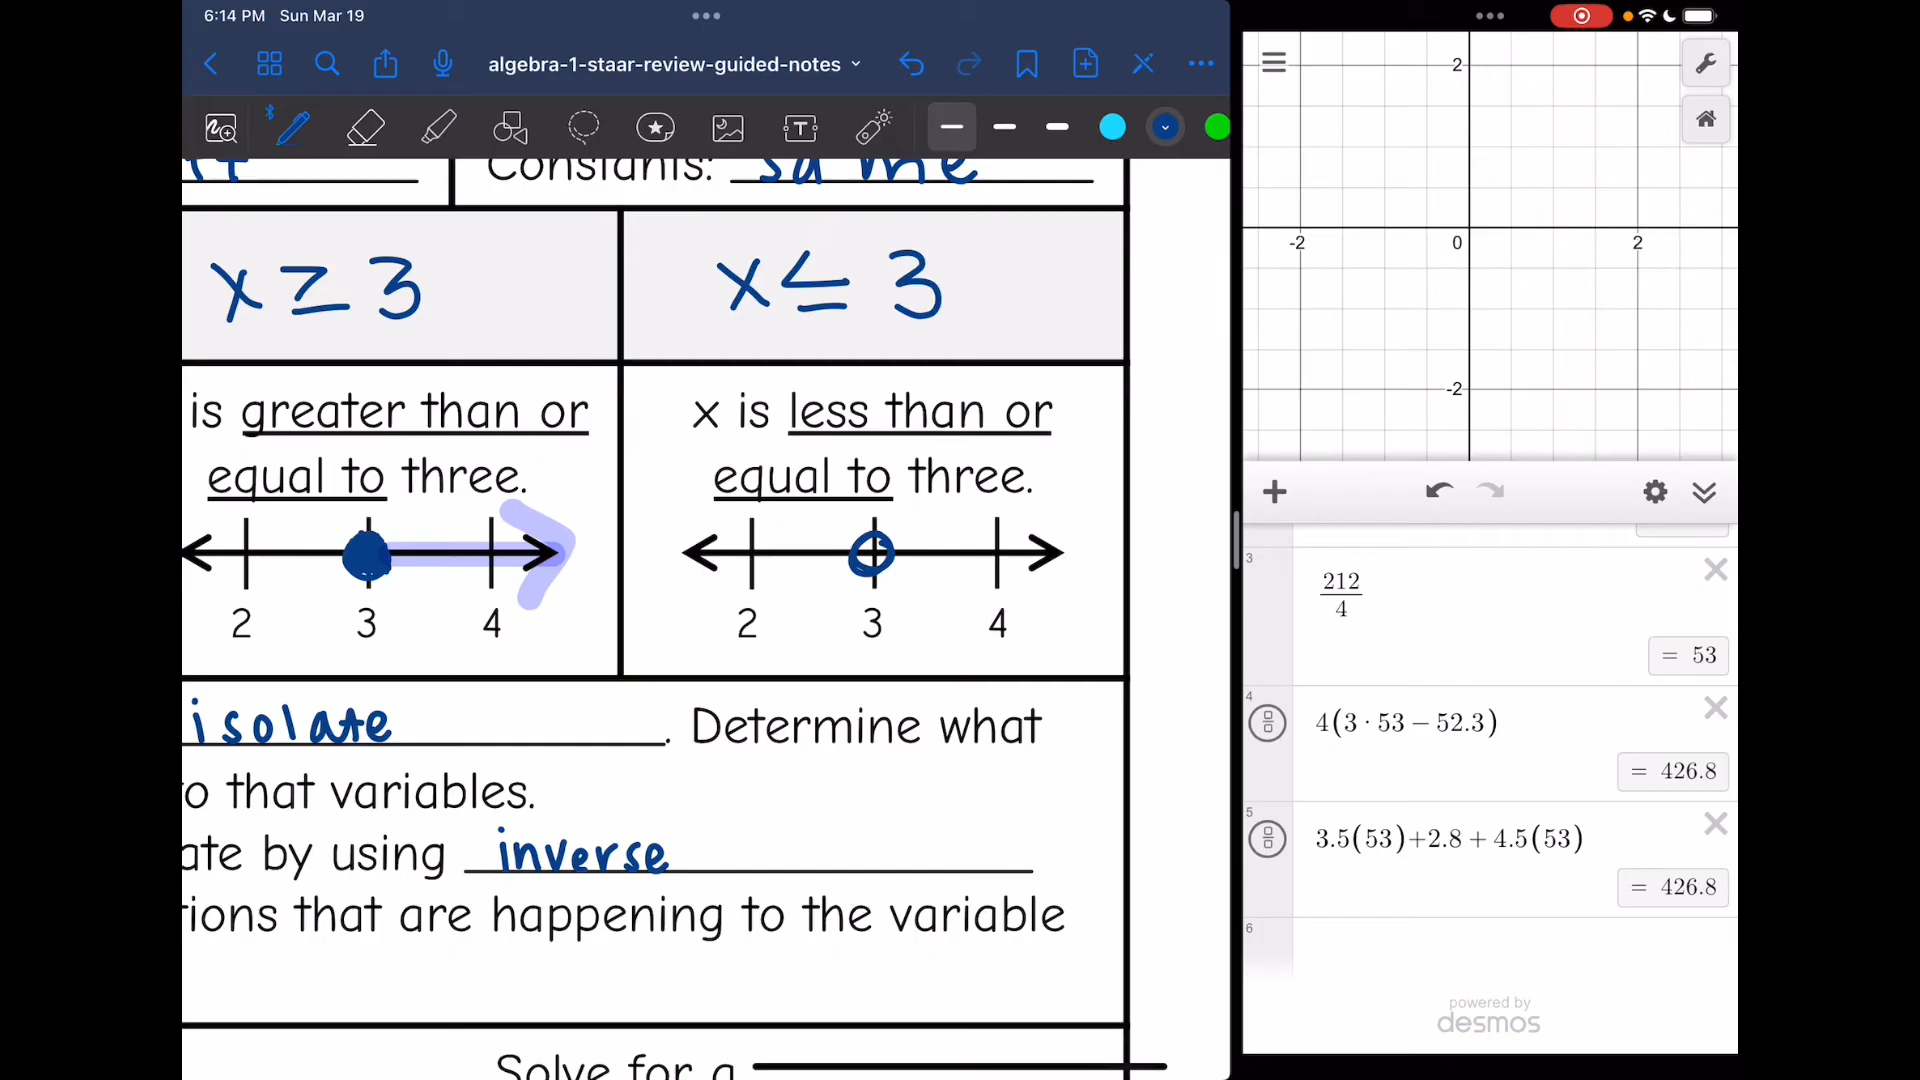 6:14 PM Sun Mar 19
algebra-1-staar-review-guided-notes
Constants: same
x ≥ 3
x ≤ 3
is greater than or
equal to three.
2 3 4
x is less than or
equal to three.
2 3 4
isolate. Determine what
o that variables.
ate by using inverse
tions that are happening to the variable
Solve for a
2
-2 0 2
-2
3
212
4
= 53
4
4(3 · 53 − 52.3)
= 426.8
5
3.5(53)+2.8 + 4.5(53)
= 426.8
6
powered by
desmos